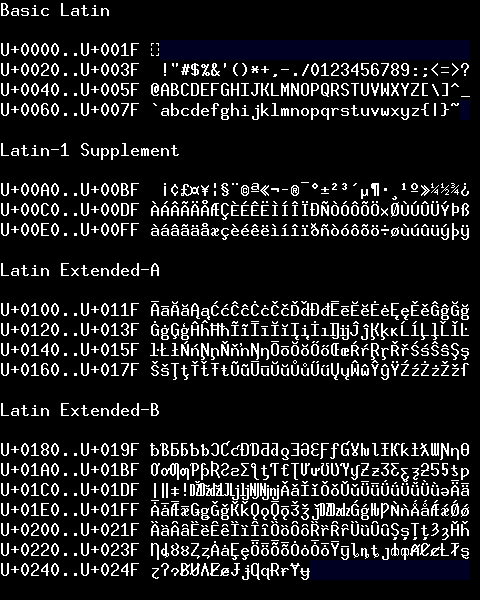 Basic Latin
U+0000..U+001F
U+0020..U+003F  !"#$%&'()*+,-./0123456789:;<=>?
U+0040..U+005F @ABCDEFGHIJKLMNOPQRSTUVWXYZ[\]^_
U+0060..U+007F `abcdefghijklmnopqrstuvwxyz{|}~
Latin-1 Supplement
U+00A0..U+00BF  ¡¢£¤¥¦§¨©ª«¬-®¯°±²³´µ¶·¸¹º»¼½¾¿
U+00C0..U+00DF ÀÁÂÃÄÅÆÇÈÉÊËÌÍÎÏÐÑÒÓÔÕÖ×ØÙÚÛÜÝÞß
U+00E0..U+00FF àáâãäåæçèéêëìíîïðñòóôõö÷øùúûüýþÿ
Latin Extended-A
U+0100..U+011F ĀāĂăĄąĆćĈĉĊċČčĎďĐđĒēĔĕĖėĘęĚěĜĝĞğ
U+0120..U+013F ĠġĢģĤĥĦħĨĩĪīĬĭĮįİıĲĳĴĵĶķĸĹĺĻļĽľĿ
U+0140..U+015F ŀŁłŃńŅņŇňŉŊŋŌōŎŏŐőŒœŔŕŖŗŘřŚśŜŝŞş
U+0160..U+017F ŠšŢţŤťŦŧŨũŪūŬŭŮůŰűŲųŴŵŶŷŸŹźŻżŽžſ
Latin Extended-B
U+0180..U+019F ƀƁƂƃƄƅƆƇƈƉƊƋƌƍƎƏƐƑƒƓƔƕƖƗƘƙƚƛƜƝƞƟ
U+01A0..U+01BF ƠơƢƣƤƥƦƧƨƩƪƫƬƭƮƯưƱƲƳƴƵƶƷƸƹƺƻƼƽƾƿ
U+01C0..U+01DF ǀǁǂǃǄǅǆǇǈǉǊǋǌǍǎǏǐǑǒǓǔǕǖǗǘǙǚǛǜǝǞǟ
U+01E0..U+01FF ǠǡǢǣǤǥǦǧǨǩǪǫǬǭǮǯǰǱǲǳǴǵǶǷǸǹǺǻǼǽǾǿ
U+0200..U+021F ȀȁȂȃȄȅȆȇȈȉȊȋȌȍȎȏȐȑȒȓȔȕȖȗȘșȚțȜȝȞȟ
U+0220..U+023F ȠȡȢȣȤȥȦȧȨȩȪȫȬȭȮȯȰȱȲȳȴȵȶȷȸȹȺȻȼȽȾȿ
U+0240..U+024F ɀɁɂɃɄɅɆɇɈɉɊɋɌɍɎɏ